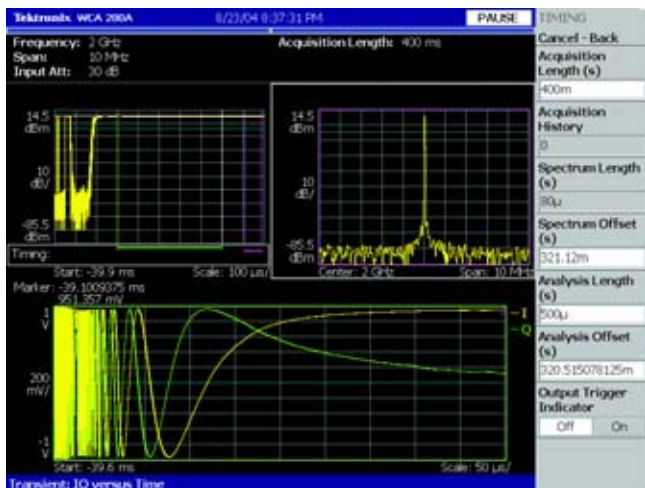 Tektronix WCA 280A 8/23/04 8:37:31 PM PAUSE
TIMING
Cancel - Back
Frequency: 2 GHz Acquisition Length: 400 ms
Span: 10 MHz
Input Att: 30 dB
Acquisition Length (s)
400m
Acquisition History
0
Spectrum Length (s)
80µ
Spectrum Offset (s)
321.12m
Analysis Length (s)
500µ
Analysis Offset (s)
320.515078125m
Output Trigger Indicator
Off On
14.5 dBm
10 dB/
-85.5 dBm
Timing:
Start: -39.9 ms Scale: 100 µs/
14.5 dBm
10 dB/
-85.5 dBm
Center: 2 GHz Span: 10 MHz
Marker: -39.1009375 ms
951.357 mV
1 V
200 mV/
-1 V
-I
-Q
Start: -39.6 ms Scale: 50 µs/
Transient: IQ versus Time